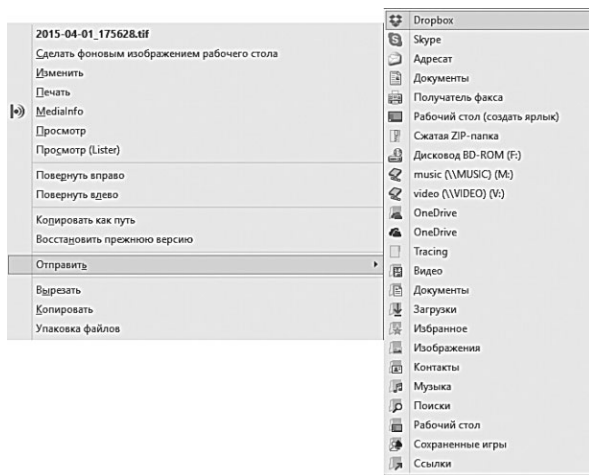 2015-04-01_175628.tif
Сделать фоновым изображением рабочего стола
Изменить
Печать
MediaInfo
Просмотр
Просмотр (Lister)
Повернуть вправо
Повернуть влево
Копировать как путь
Восстановить прежнюю версию
Отправить
Вырезать
Копировать
Упаковка файлов
Dropbox
Skype
Адресат
Документы
Получатель факса
Рабочий стол (создать ярлык)
Сжатая ZIP-папка
Дисковод BD-ROM (F:)
music (\\MUSIC) (M:)
video (\\VIDEO) (V:)
OneDrive
OneDrive
Tracing
Видео
Документы
Загрузки
Избранное
Изображения
Контакты
Музыка
Поиски
Рабочий стол
Сохраненные игры
Ссылки